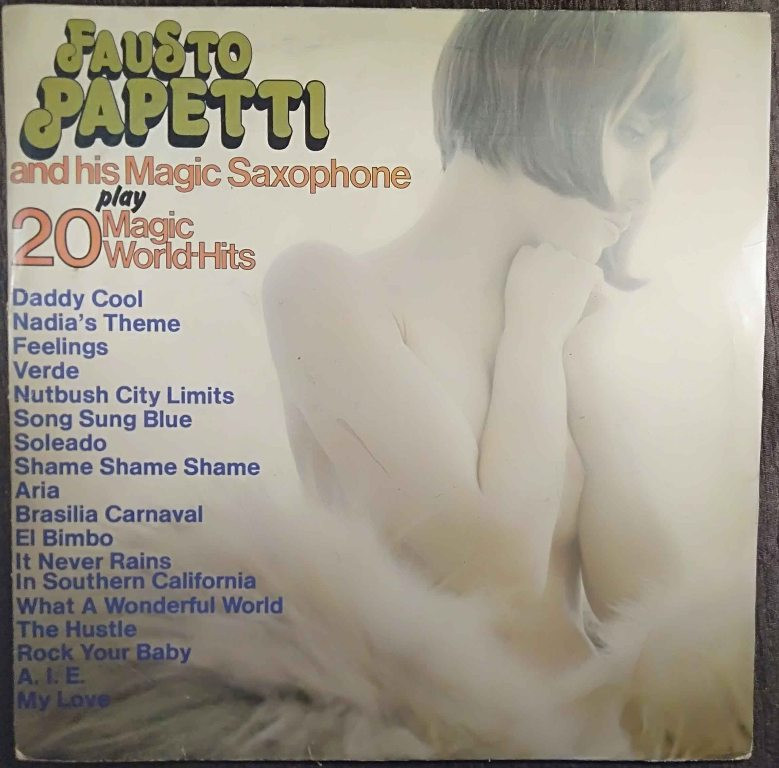 FAUSTO
PAPETTI
and his Magic Saxophone
play
20 Magic
World-Hits
Daddy Cool
Nadia's Theme
Feelings
Verde
Nutbush City Limits
Song Sung Blue
Soleado
Shame Shame Shame
Aria
Brasilia Carnaval
El Bimbo
It Never Rains
In Southern California
What A Wonderful World
The Hustle
Rock Your Baby
A. I. E.
My Love